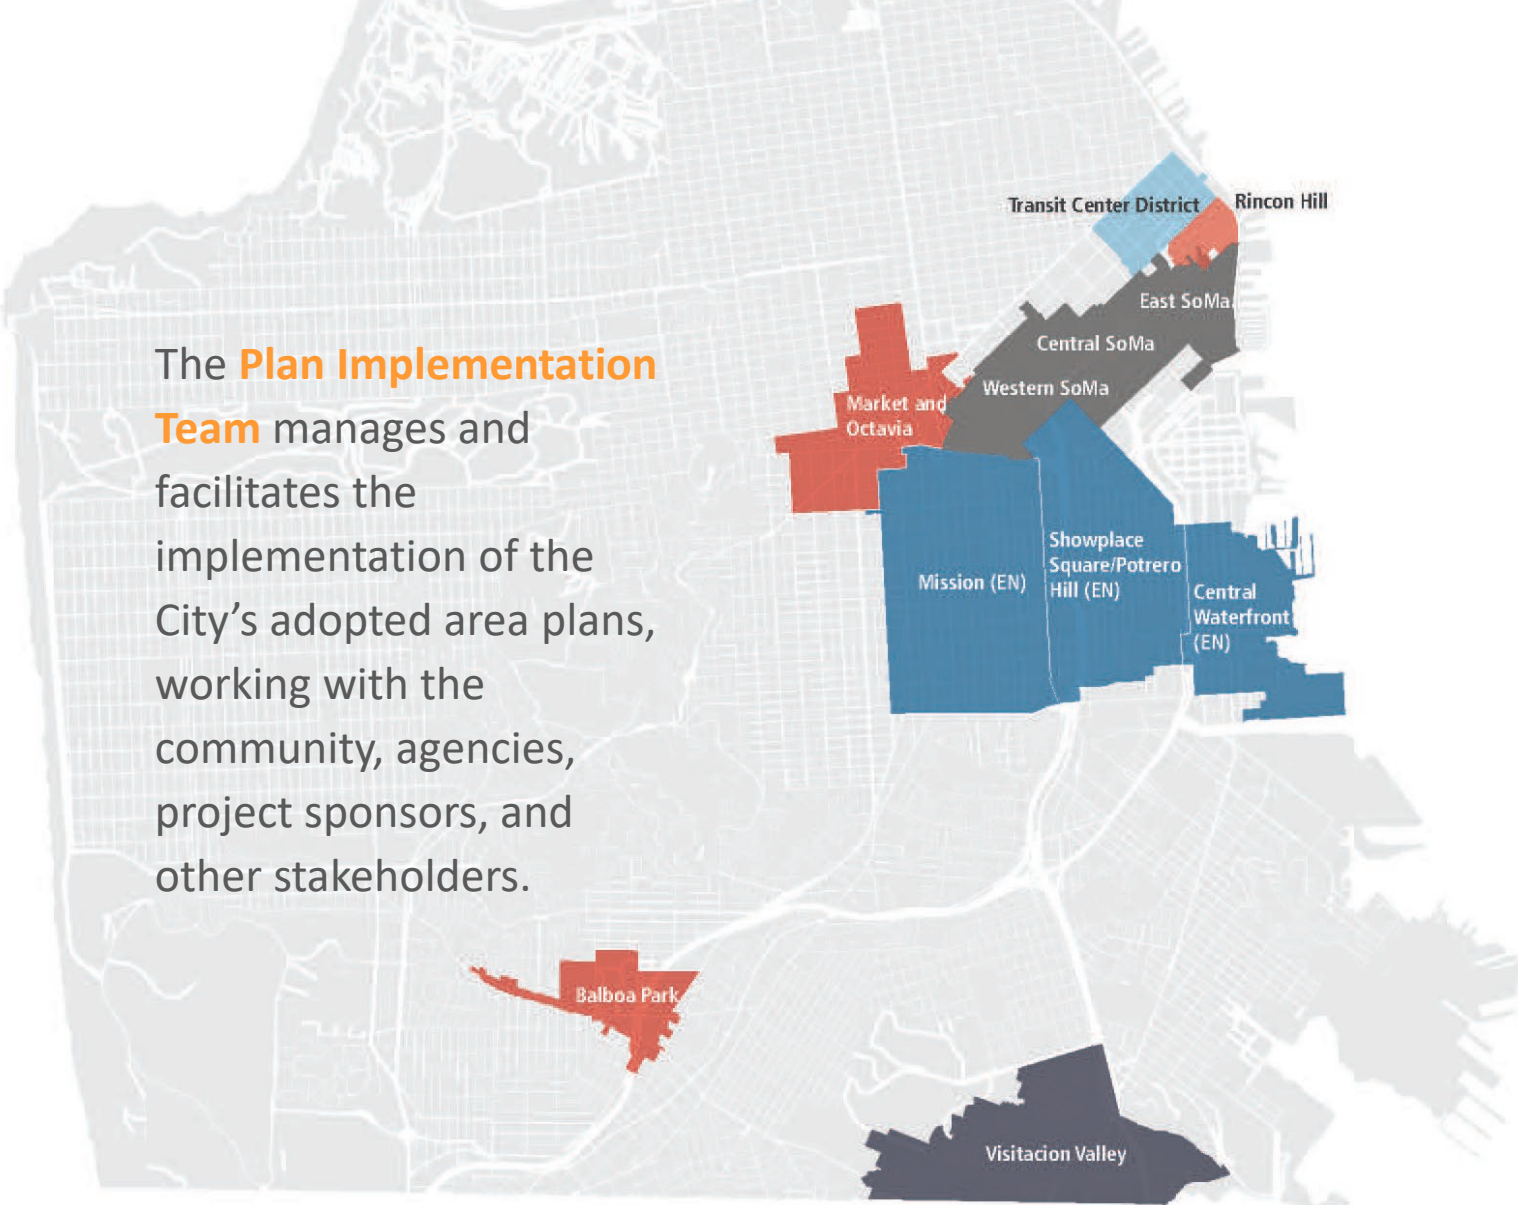 The Plan Implementation
Team manages and
facilitates the
implementation of the
City’s adopted area plans,
working with the
community, agencies,
project sponsors, and
other stakeholders.
Transit Center District
Rincon Hill
East SoMa
Central SoMa
Western SoMa
Market and
Octavia
Mission (EN)
Showplace
Square/Potrero
Hill (EN)
Central
Waterfront
(EN)
Balboa Park
Visitacion Valley